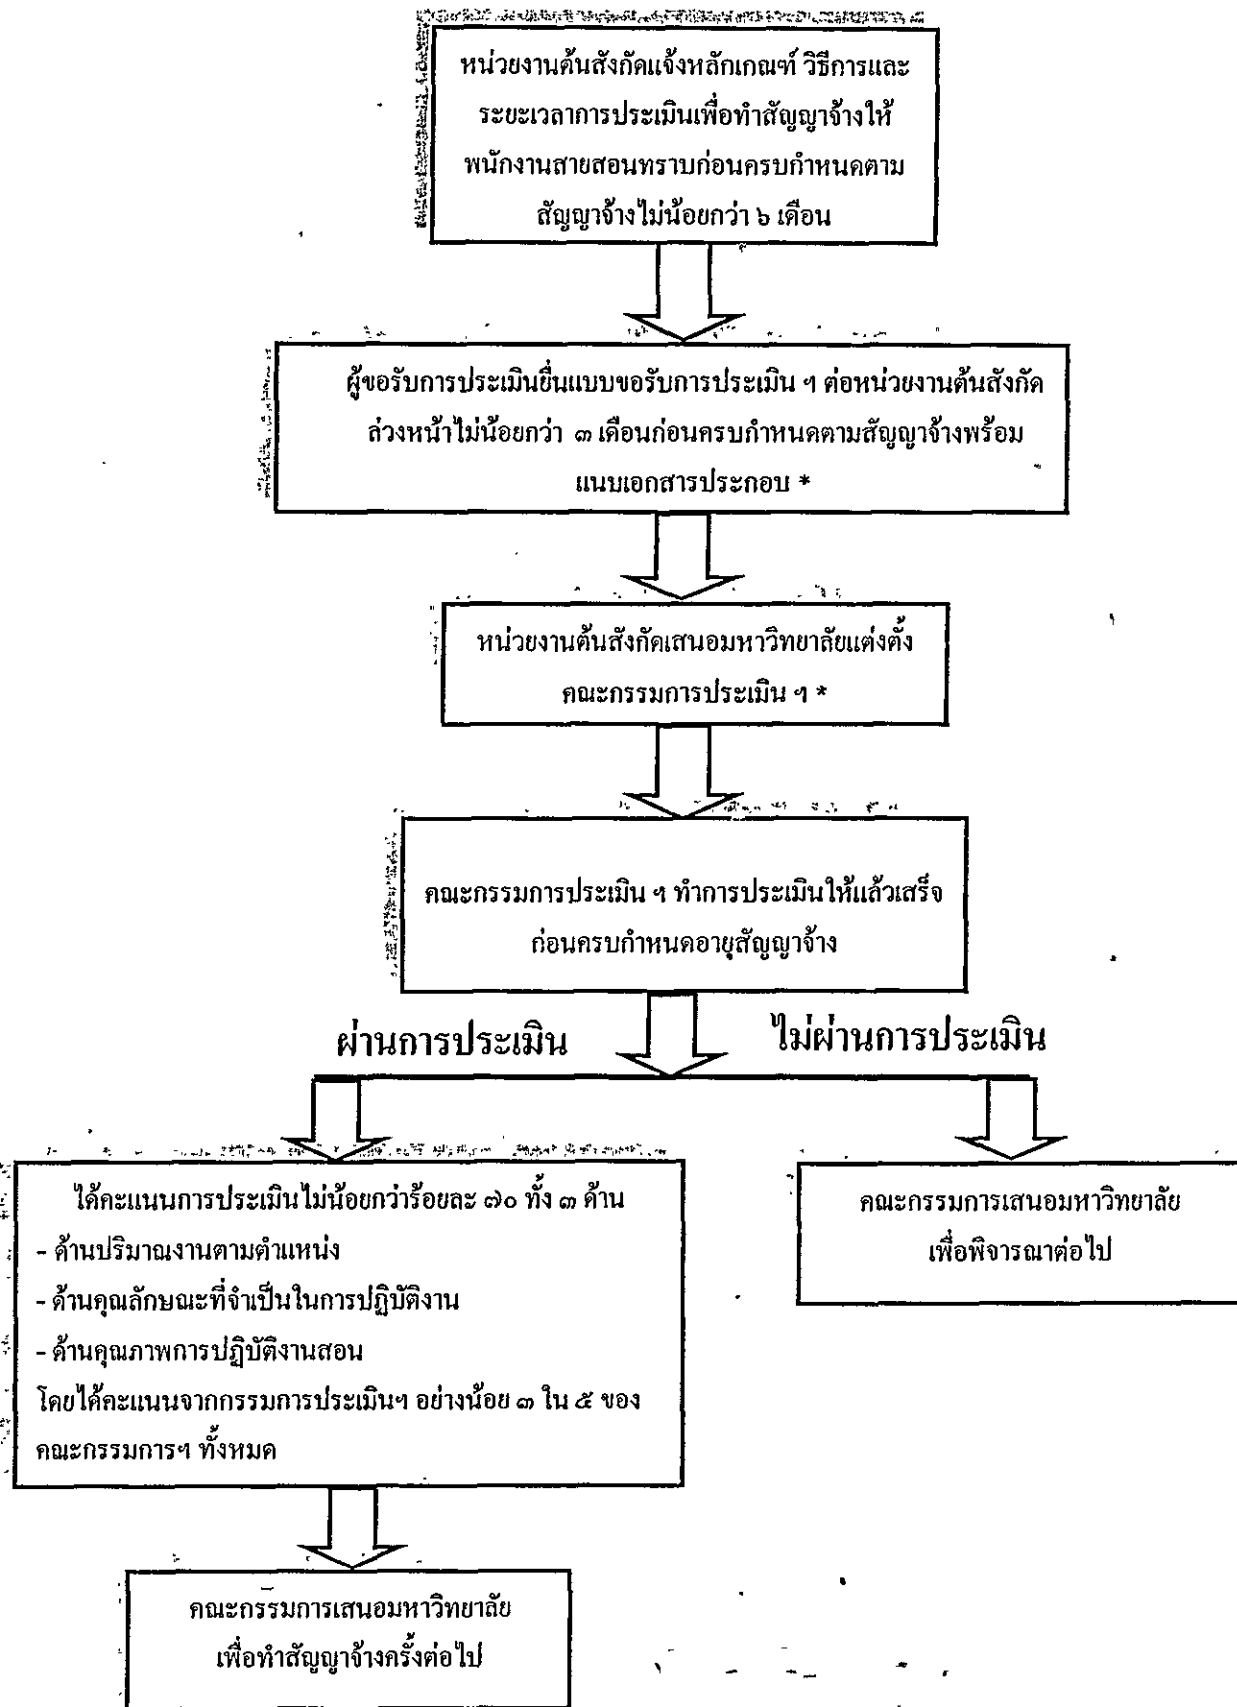 หน่วยงานต้นสังกัดแจ้งหลักเกณฑ์ วิธีการและ
ระยะเวลาการประเมินเพื่อทำสัญญาจ้างให้
พนักงานสายสอนทราบก่อนครบกำหนดตาม
สัญญาจ้างไม่น้อยกว่า ๖ เดือน
ผู้ขอรับการประเมินยื่นแบบขอรับการประเมิน ฯ ต่อหน่วยงานต้นสังกัด
ล่วงหน้าไม่น้อยกว่า ๓ เดือนก่อนครบกำหนดตามสัญญาจ้างพร้อม
แนบเอกสารประกอบ *
หน่วยงานต้นสังกัดเสนอมหาวิทยาลัยแต่งตั้ง
คณะกรรมการประเมิน ฯ *
คณะกรรมการประเมิน ฯ ทำการประเมินให้แล้วเสร็จ
ก่อนครบกำหนดอายุสัญญาจ้าง
ผ่านการประเมิน
ไม่ผ่านการประเมิน
ได้คะแนนการประเมินไม่น้อยกว่าร้อยละ ๗๐ ทั้ง ๓ ด้าน
- ด้านปริมาณงานตามตำแหน่ง
- ด้านคุณลักษณะที่จำเป็นในการปฏิบัติงาน
- ด้านคุณภาพการปฏิบัติงานสอน
โดยได้คะแนนจากกรรมการประเมินฯ อย่างน้อย ๓ ใน ๕ ของ
คณะกรรมการฯ ทั้งหมด
คณะกรรมการเสนอมหาวิทยาลัย
เพื่อพิจารณาต่อไป
คณะกรรมการเสนอมหาวิทยาลัย
เพื่อทำสัญญาจ้างครั้งต่อไป